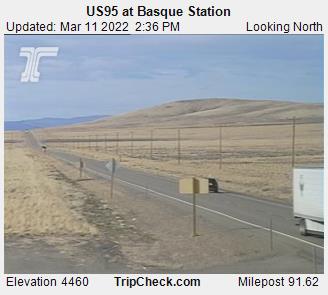 US95 at Basque Station
Updated: Mar 11 2022 2:36 PM Looking North
Elevation 4460 TripCheck.com Milepost 91.62